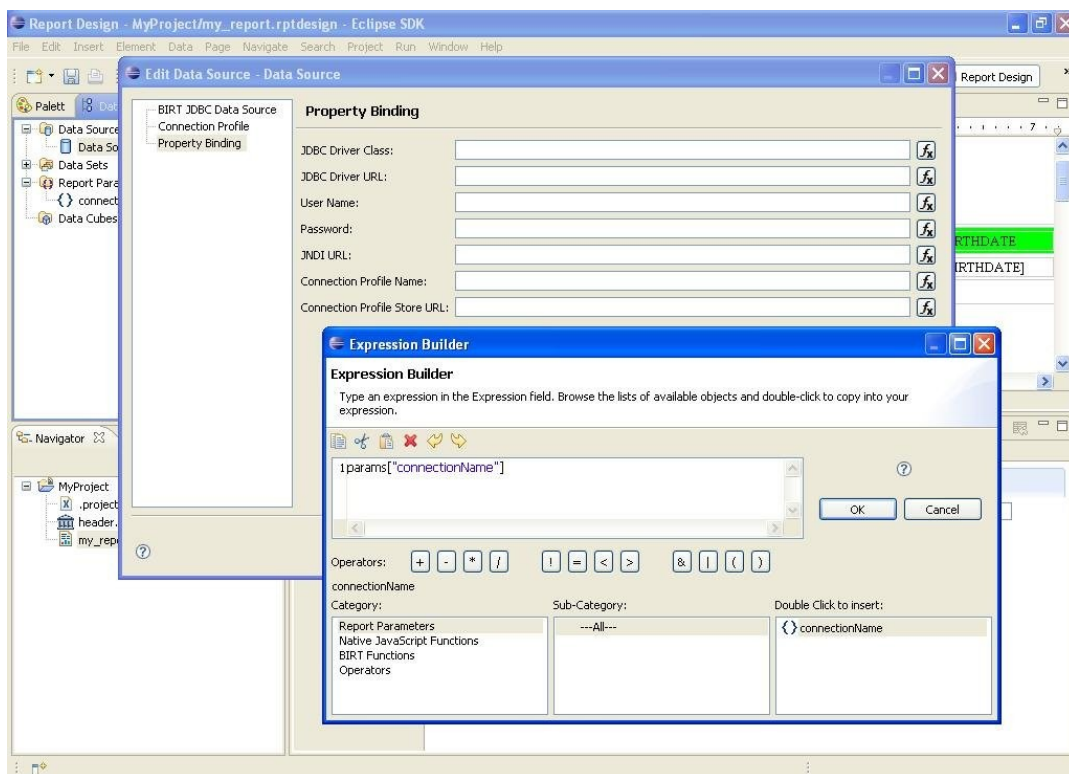 Report Design - MyProject/my_report.rptdesign - Eclipse SDK
File Edit Insert Element Data Page Navigate Search Project Run Window Help
Report Design
Palett
Data Source
Data So
Data Sets
Report Para
connect
Data Cubes
7
RTHDATE
IRTHDATE]
Navigator
MyProject
.project
header.
my_rep
Edit Data Source - Data Source
BIRT JDBC Data Source
Connection Profile
Property Binding
Property Binding
JDBC Driver Class:
JDBC Driver URL:
User Name:
Password:
JNDI URL:
Connection Profile Name:
Connection Profile Store URL:
Expression Builder
Expression Builder
Type an expression in the Expression field. Browse the lists of available objects and double-click to copy into your
expression.
1params["connectionName"]
OK Cancel
Operators: + - * / ! = < > & | ( )
connectionName
Category: Sub-Category: Double Click to insert:
Report Parameters ---All--- connectionName
Native JavaScript Functions
BIRT Functions
Operators